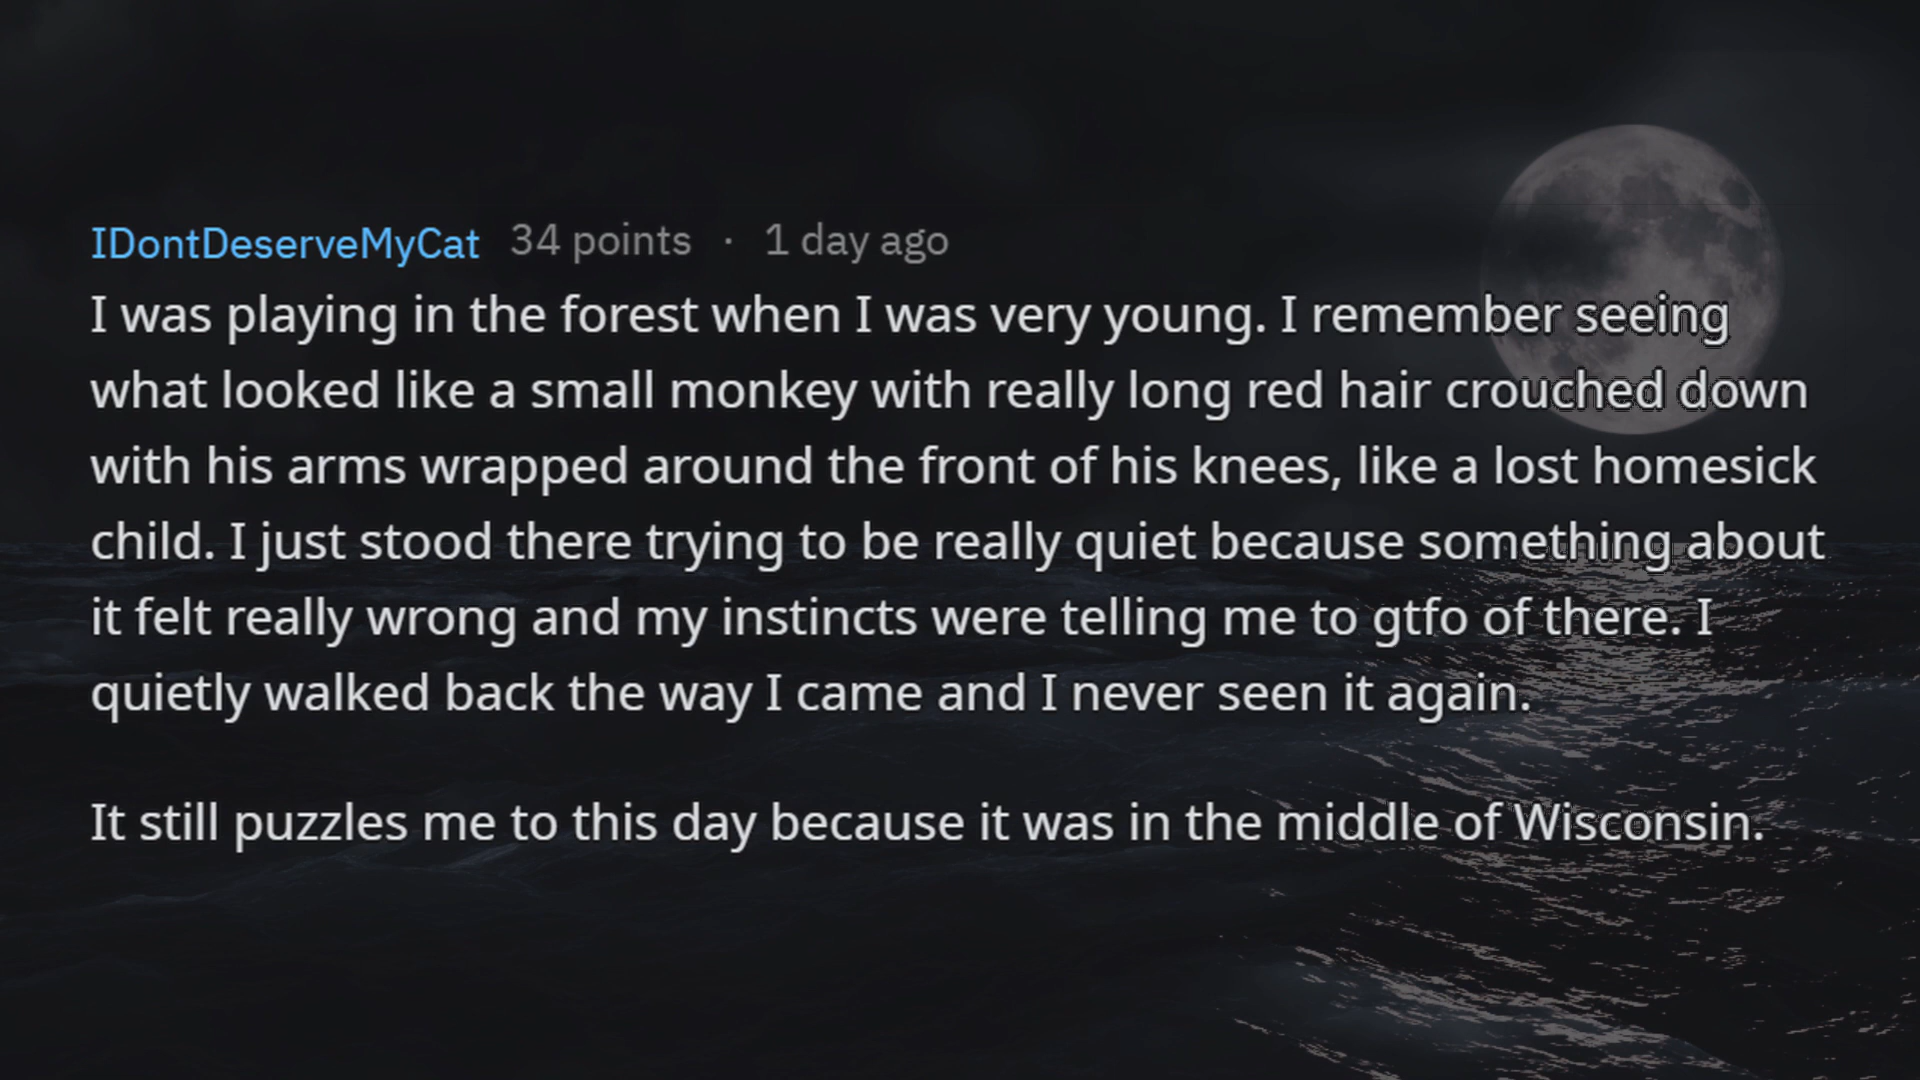 IDontDeserveMyCat 34 points · 1 day ago
I was playing in the forest when I was very young. I remember seeing
what looked like a small monkey with really long red hair crouched down
with his arms wrapped around the front of his knees, like a lost homesick
child. I just stood there trying to be really quiet because something about
it felt really wrong and my instincts were telling me to gtfo of there. I
quietly walked back the way I came and I never seen it again.
It still puzzles me to this day because it was in the middle of Wisconsin.